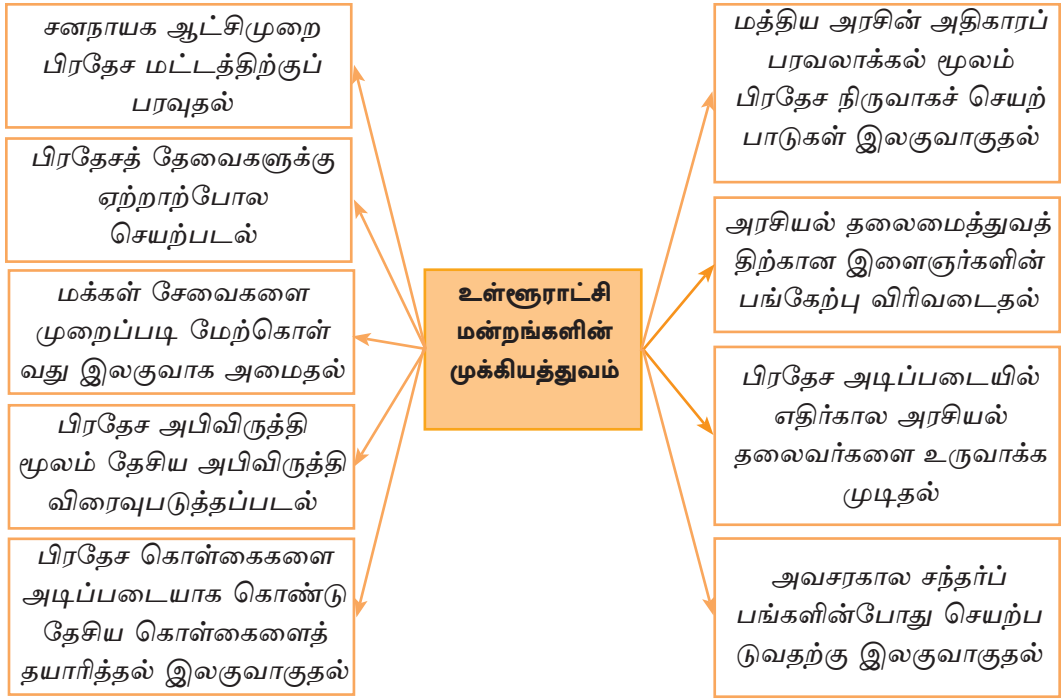 சனநாயக ஆட்சிமுறை
பிரதேச மட்டத்திற்குப்
பரவுதல்
பிரதேசத் தேவைகளுக்கு
ஏற்றாற்போல
செயற்படல்
மக்கள் சேவைகளை
முறைப்படி மேற்கொள்
வது இலகுவாக அமைதல்
பிரதேச அபிவிருத்தி
மூலம் தேசிய அபிவிருத்தி
விரைவுபடுத்தப்படல்
பிரதேச கொள்கைகளை
அடிப்படையாக கொண்டு
தேசிய கொள்கைளைத்
தயாரித்தல் இலகுவாகுதல்
உள்ளூராட்சி
மன்றங்களின்
முக்கியத்துவம்
மத்திய அரசின் அதிகாரப்
பரவலாக்கல் மூலம்
பிரதேச நிருவாகச் செயற்
பாடுகள் இலகுவாகுதல்
அரசியல் தலைமைத்துவத்
திற்கான இளைஞர்களின்
பங்கேற்பு விரிவடைதல்
பிரதேச அடிப்படையில்
எதிர்கால அரசியல்
தலைவர்களை உருவாக்க
முடிதல்
அவசரகால சந்தர்ப்
பங்களின்போது செயற்ப
டுவதற்கு இலகுவாகுதல்